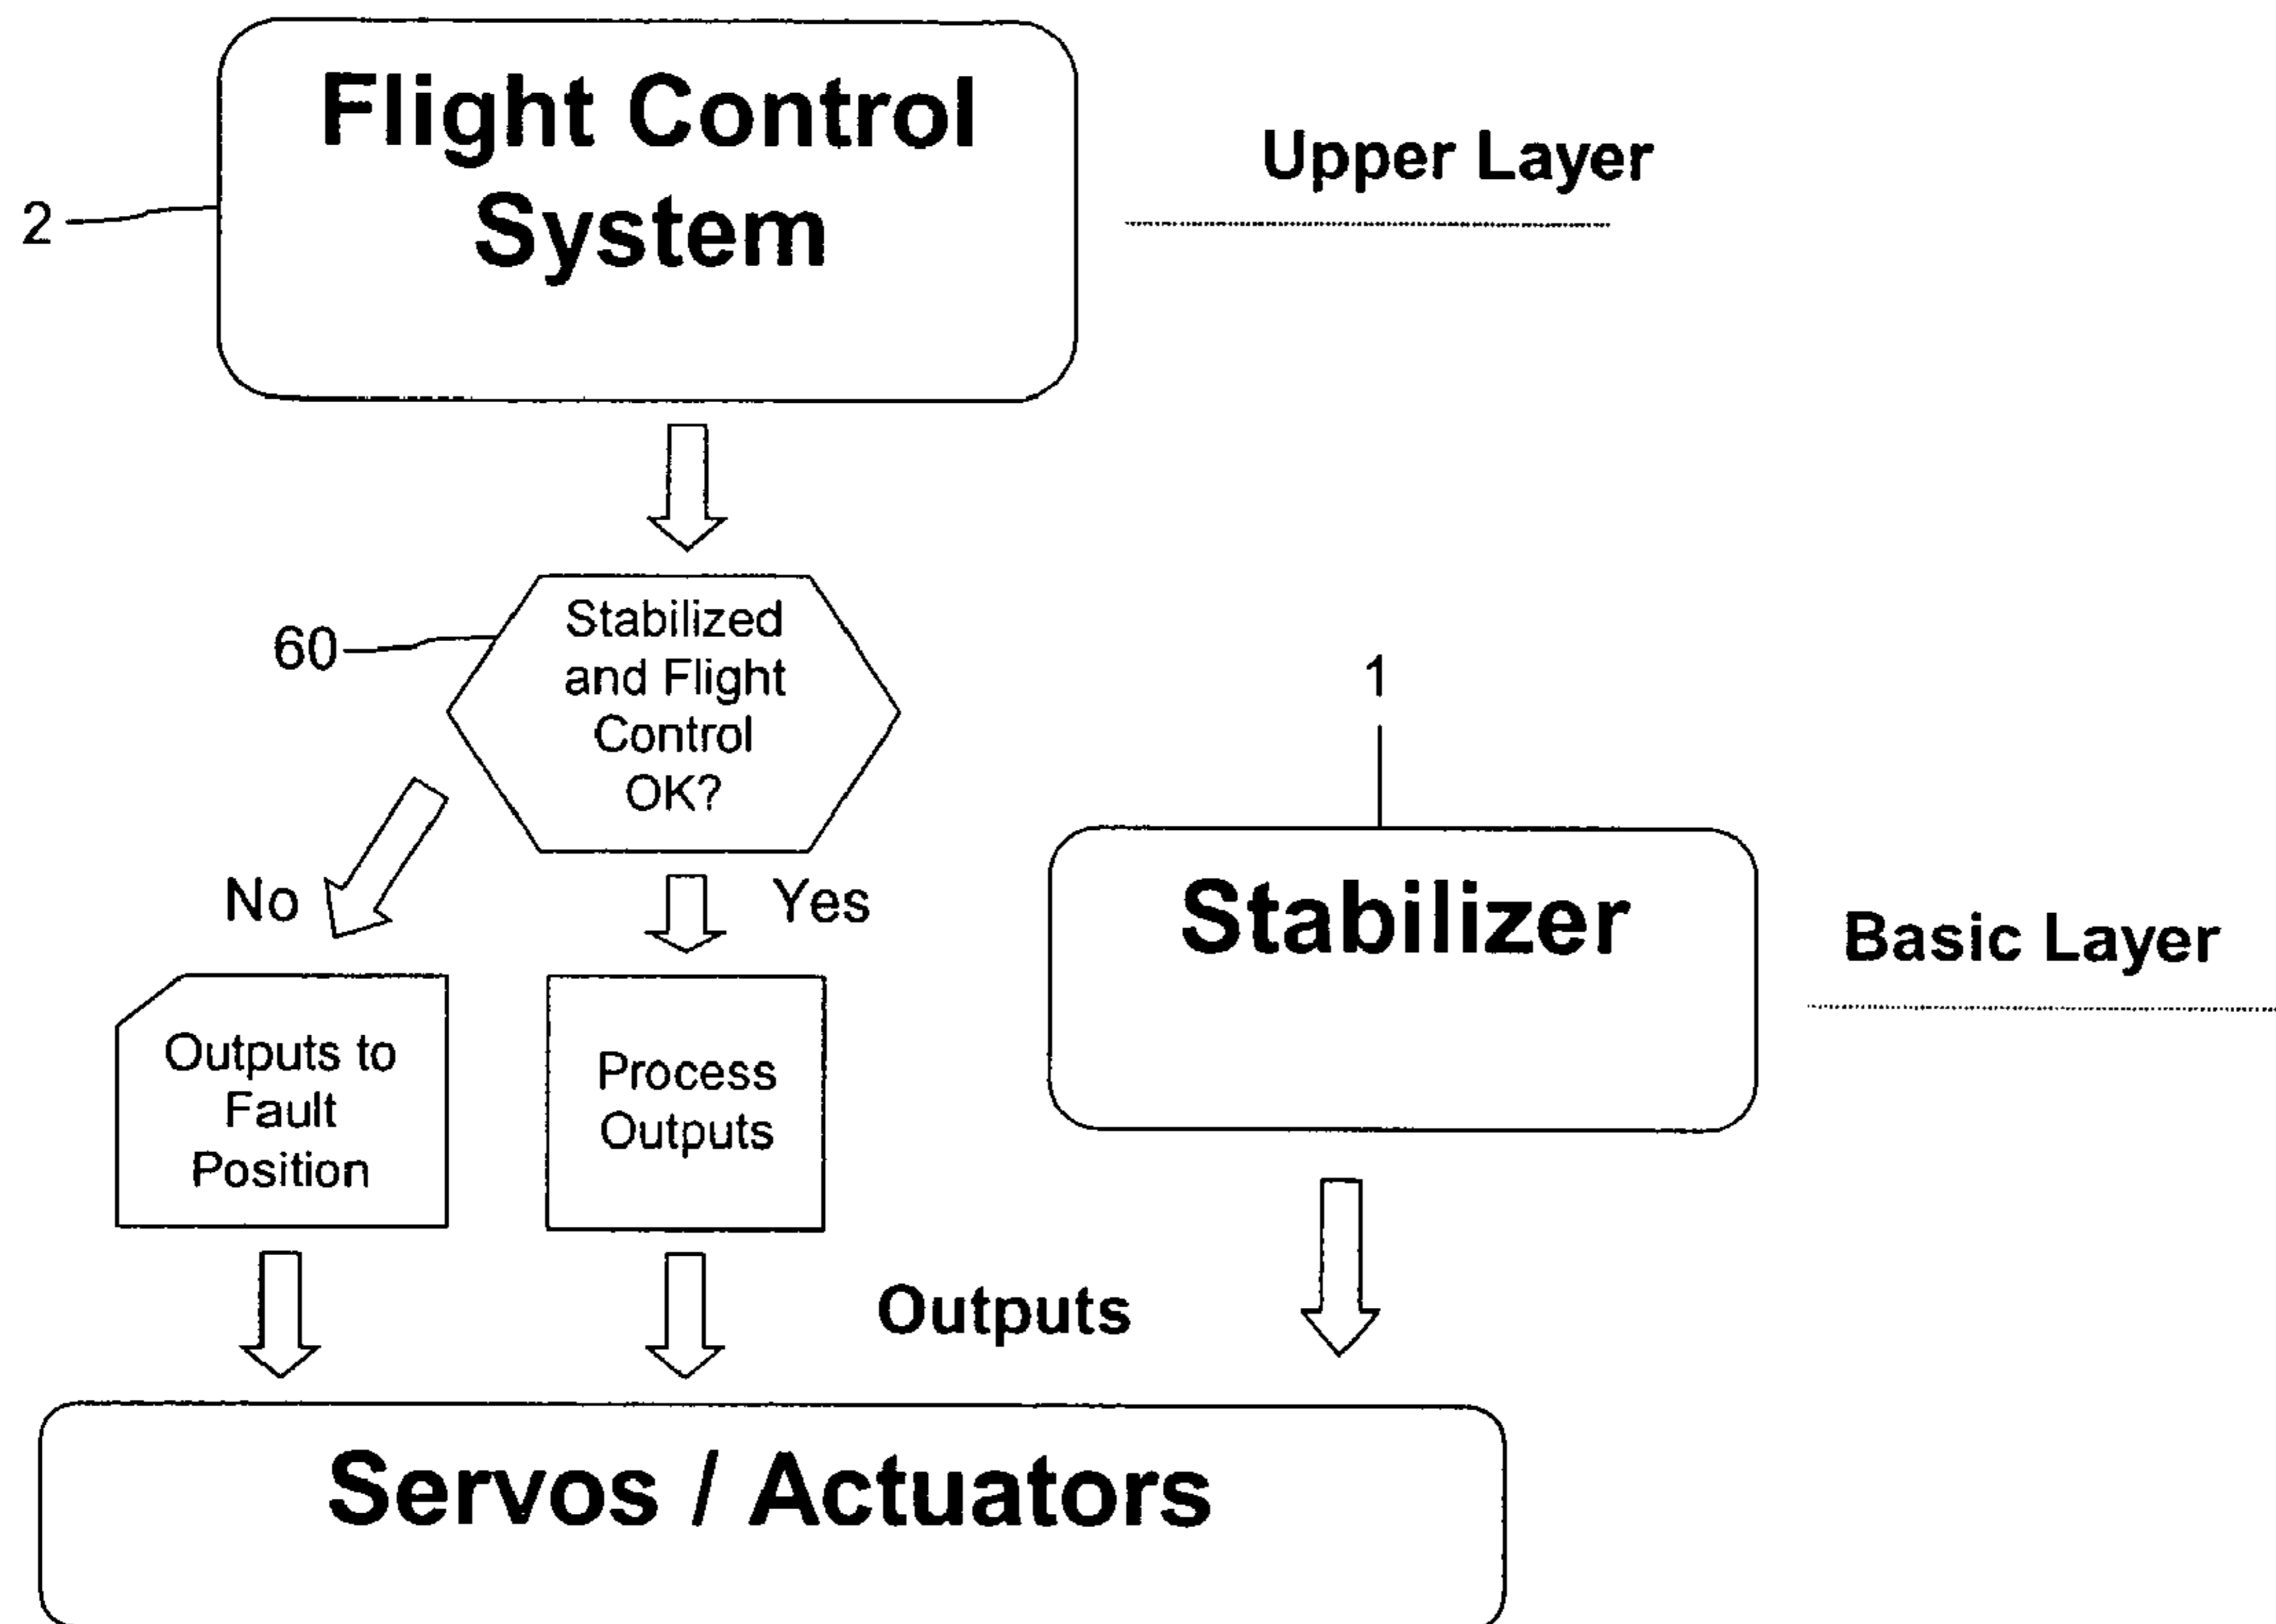 Flight Control
System
Upper Layer
2
Stabilized
and Flight
Control
OK?
60
1
No
Yes
Stabilizer
Basic Layer
Outputs to
Fault
Position
Process
Outputs
Outputs
Servos / Actuators